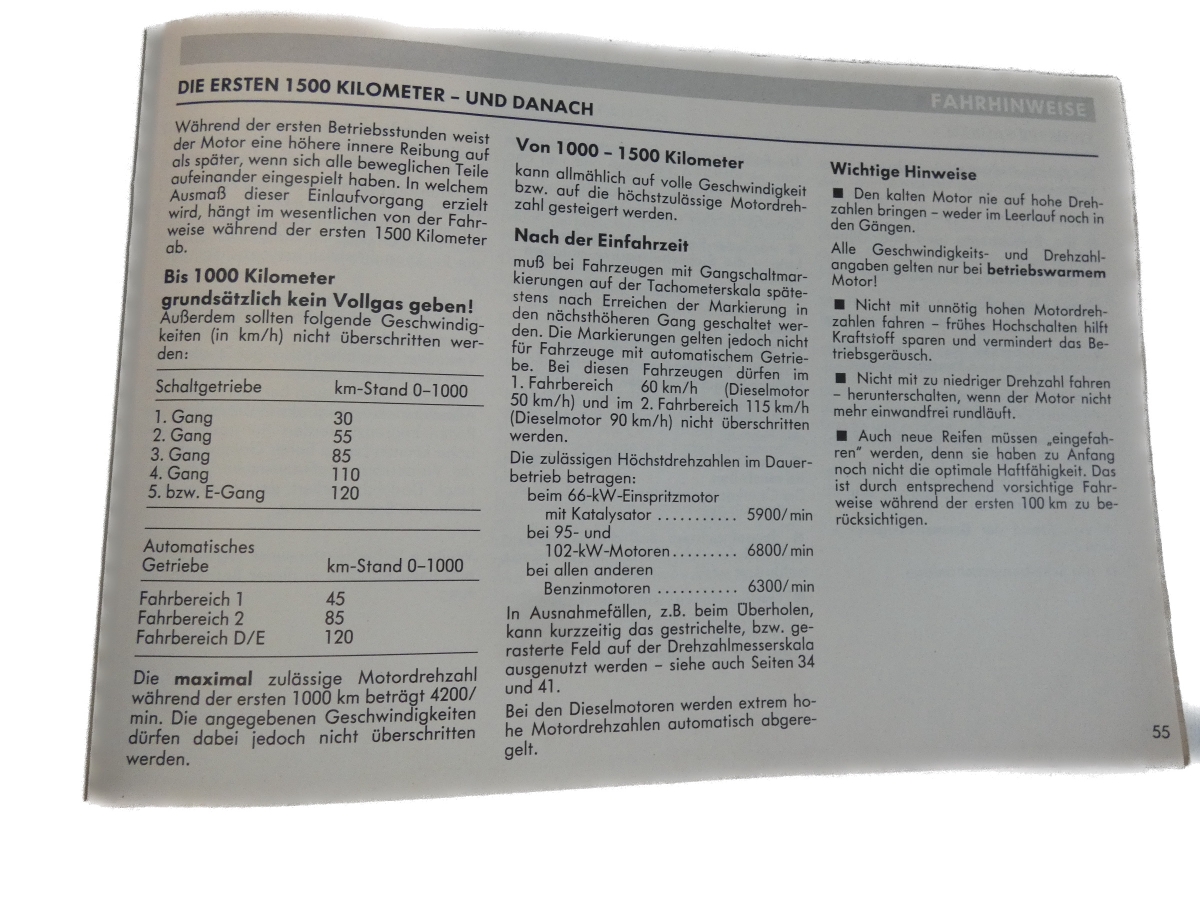 FAHRHINWEISE
DIE ERSTEN 1500 KILOMETER – UND DANACH
Während der ersten Betriebsstunden weist
der Motor eine höhere innere Reibung auf
als später, wenn sich alle beweglichen Teile
aufeinander eingespielt haben. In welchem
Ausmaß dieser Einlaufvorgang erzielt
wird, hängt im wesentlichen von der Fahr-
weise während der ersten 1500 Kilometer
ab.
Bis 1000 Kilometer
grundsätzlich kein Vollgas geben!
Außerdem sollten folgende Geschwindig-
keiten (in km/h) nicht überschritten wer-
den:
Schaltgetriebe km-Stand 0–1000
1. Gang 30
2. Gang 55
3. Gang 85
4. Gang 110
5. bzw. E-Gang 120
Automatisches
Getriebe km-Stand 0–1000
Fahrbereich 1 45
Fahrbereich 2 85
Fahrbereich D/E 120
Die maximal zulässige Motordrehzahl
während der ersten 1000 km beträgt 4200/
min. Die angegebenen Geschwindigkeiten
dürfen dabei jedoch nicht überschritten
werden.
Von 1000 – 1500 Kilometer
kann allmählich auf volle Geschwindigkeit
bzw. auf die höchstzulässige Motordreh-
zahl gesteigert werden.
Nach der Einfahrzeit
muß bei Fahrzeugen mit Gangschaltmar-
kierungen auf der Tachometerskala späte-
stens nach Erreichen der Markierung in
den nächsthöheren Gang geschaltet wer-
den. Die Markierungen gelten jedoch nicht
für Fahrzeuge mit automatischem Getrie-
be. Bei diesen Fahrzeugen dürfen im
1. Fahrbereich 60 km/h (Dieselmotor
50 km/h) und im 2. Fahrbereich 115 km/h
(Dieselmotor 90 km/h) nicht überschritten
werden.
Die zulässigen Höchstdrehzahlen im Dauer-
betrieb betragen:
beim 66-kW-Einspritzmotor
mit Katalysator ........... 5900/min
bei 95- und
102-kW-Motoren......... 6800/min
bei allen anderen
Benzinmotoren ........... 6300/min
In Ausnahmefällen, z.B. beim Überholen,
kann kurzzeitig das gestrichelte, bzw. ge-
rasterte Feld auf der Drehzahlmesserskala
ausgenutzt werden – siehe auch Seiten 34
und 41.
Bei den Dieselmotoren werden extrem ho-
he Motordrehzahlen automatisch abgere-
gelt.
Wichtige Hinweise
■ Den kalten Motor nie auf hohe Dreh-
zahlen bringen – weder im Leerlauf noch in
den Gängen.
Alle Geschwindigkeits- und Drehzahl-
angaben gelten nur bei betriebswarmem
Motor!
■ Nicht mit unnötig hohen Motordreh-
zahlen fahren – frühes Hochschalten hilft
Kraftstoff sparen und vermindert das Be-
triebsgeräusch.
■ Nicht mit zu niedriger Drehzahl fahren
– herunterschalten, wenn der Motor nicht
mehr einwandfrei rundläuft.
■ Auch neue Reifen müssen „eingefah-
ren” werden, denn sie haben zu Anfang
noch nicht die optimale Haftfähigkeit. Das
ist durch entsprechend vorsichtige Fahr-
weise während der ersten 100 km zu be-
rücksichtigen.
55